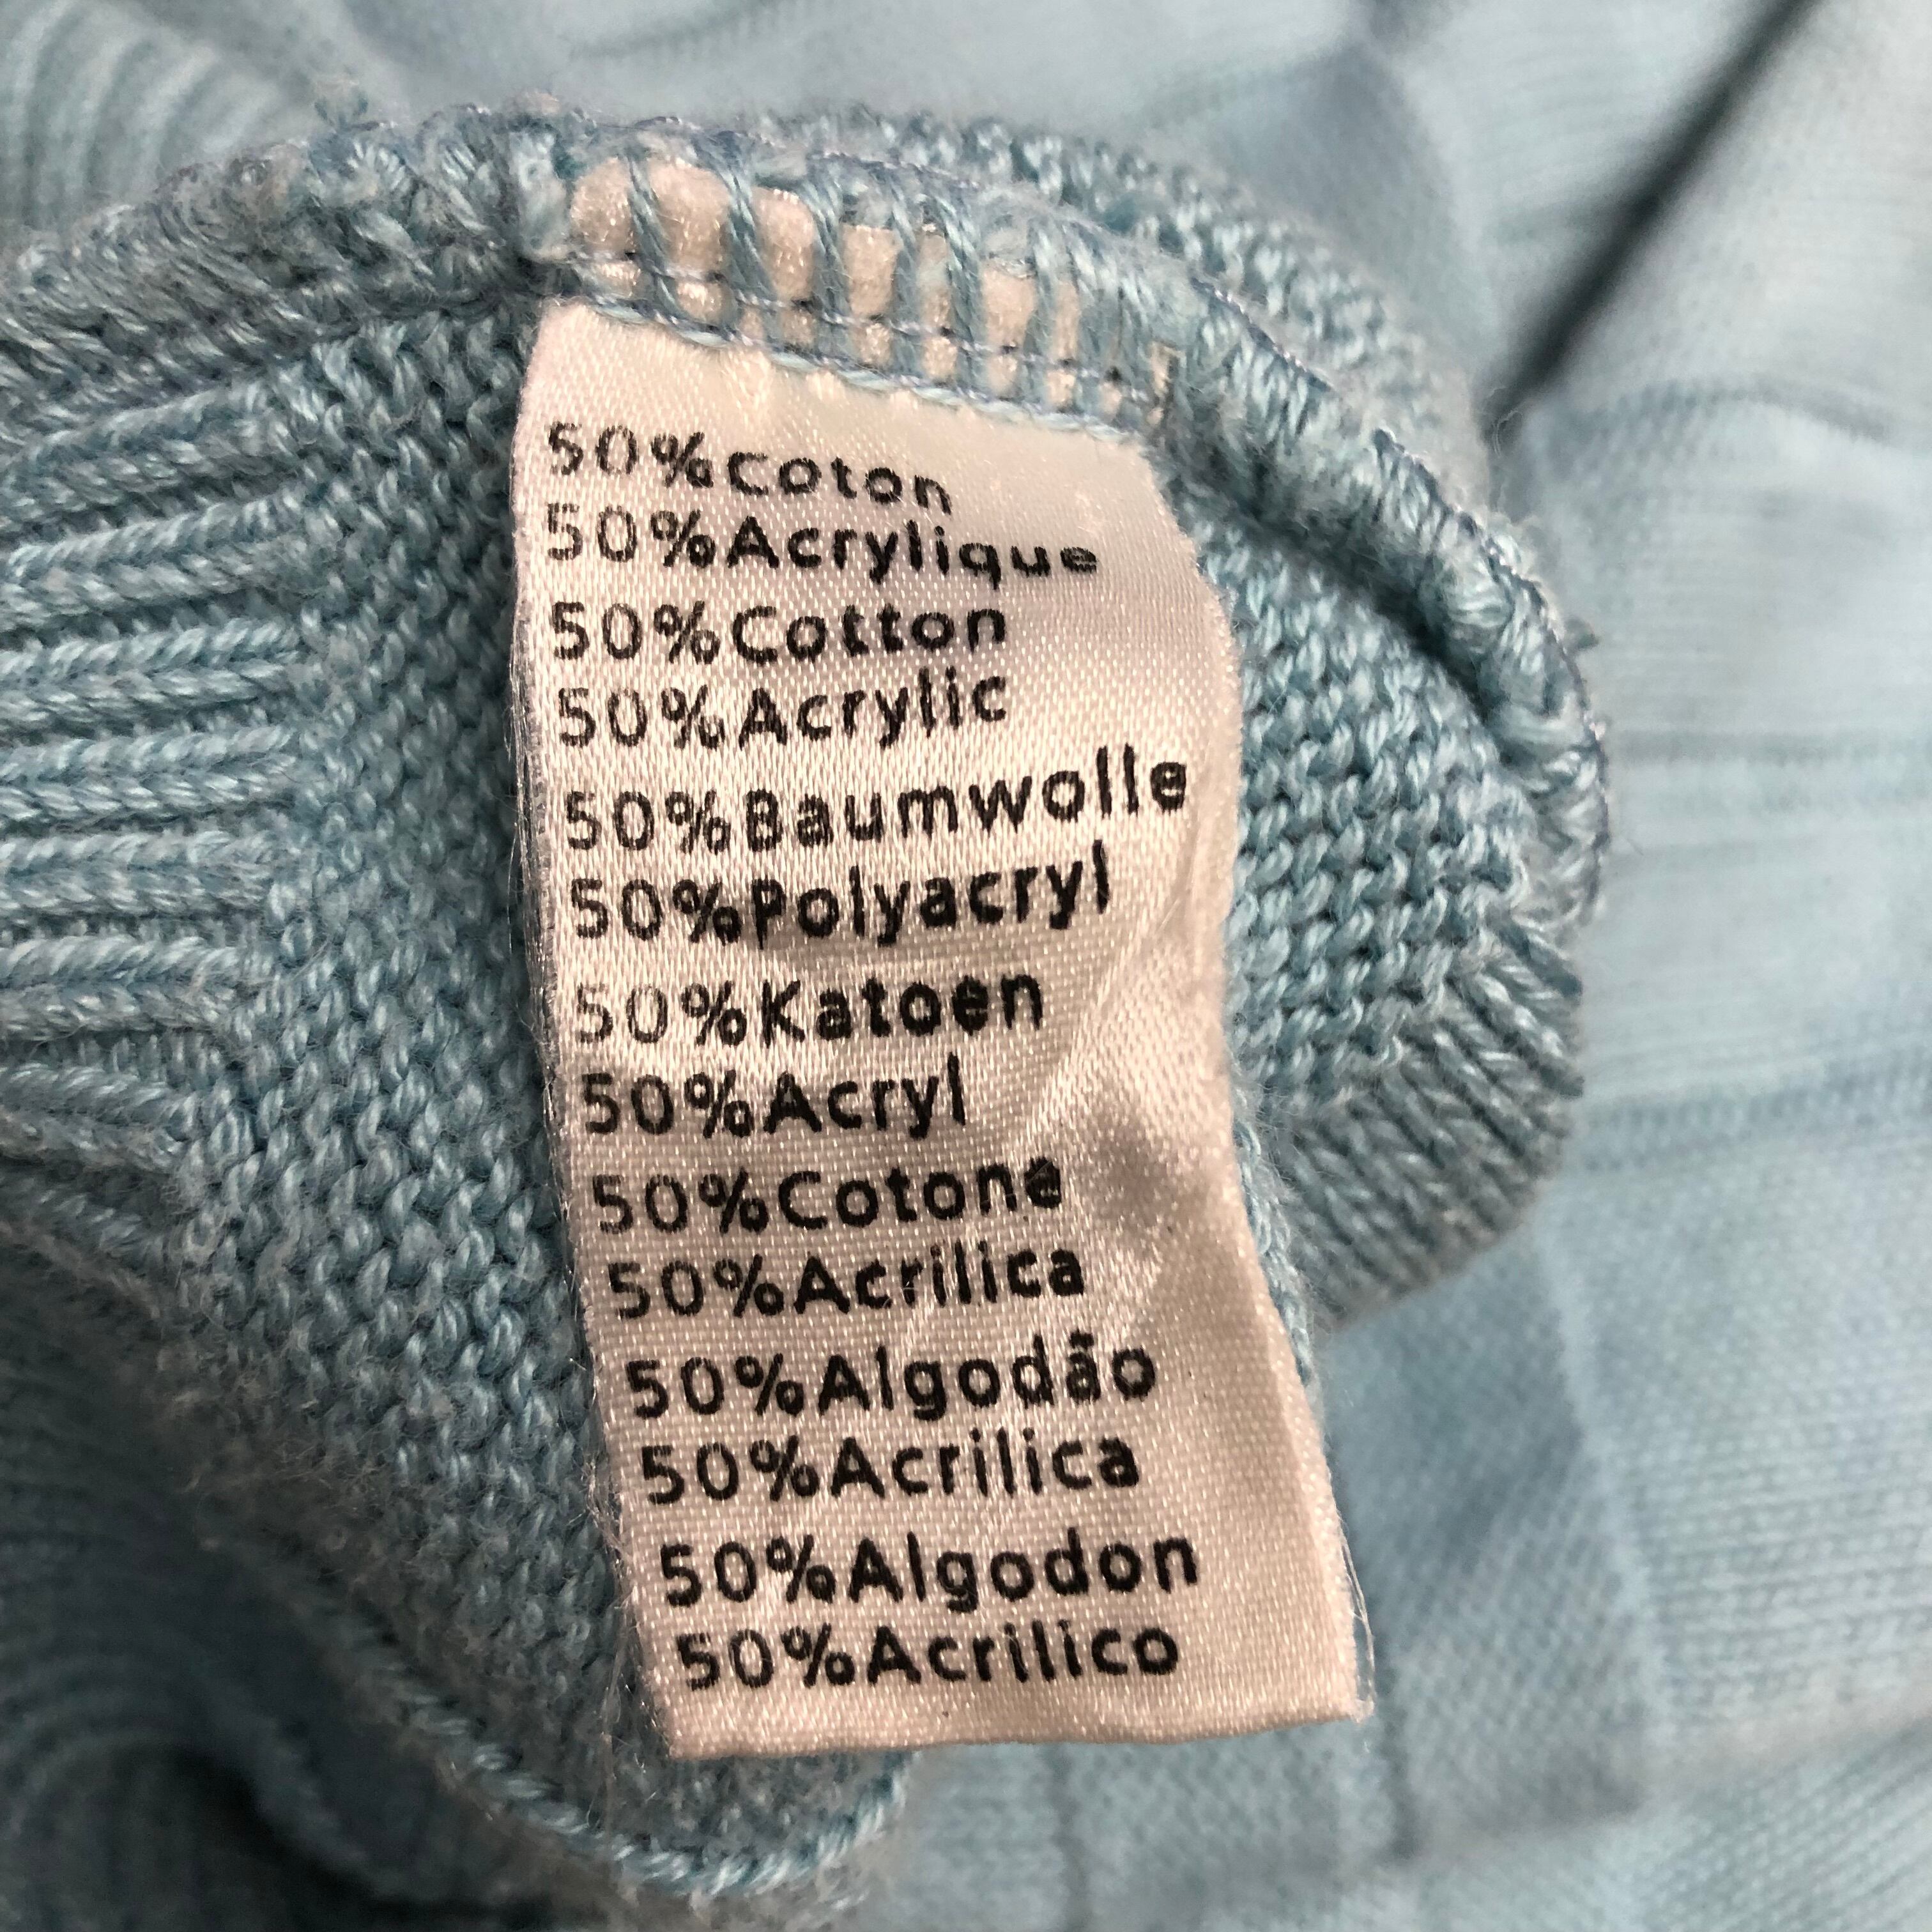 50%Coton
50%Acrylique
50%Cotton
50%Acrylic
50%Baumwolle
50%Polyacryl
50%Katoen
50%Acryl
50%Cotone
50%Acrilica
50%Algodão
50%Acrilica
50%Algodon
50%Acrilico